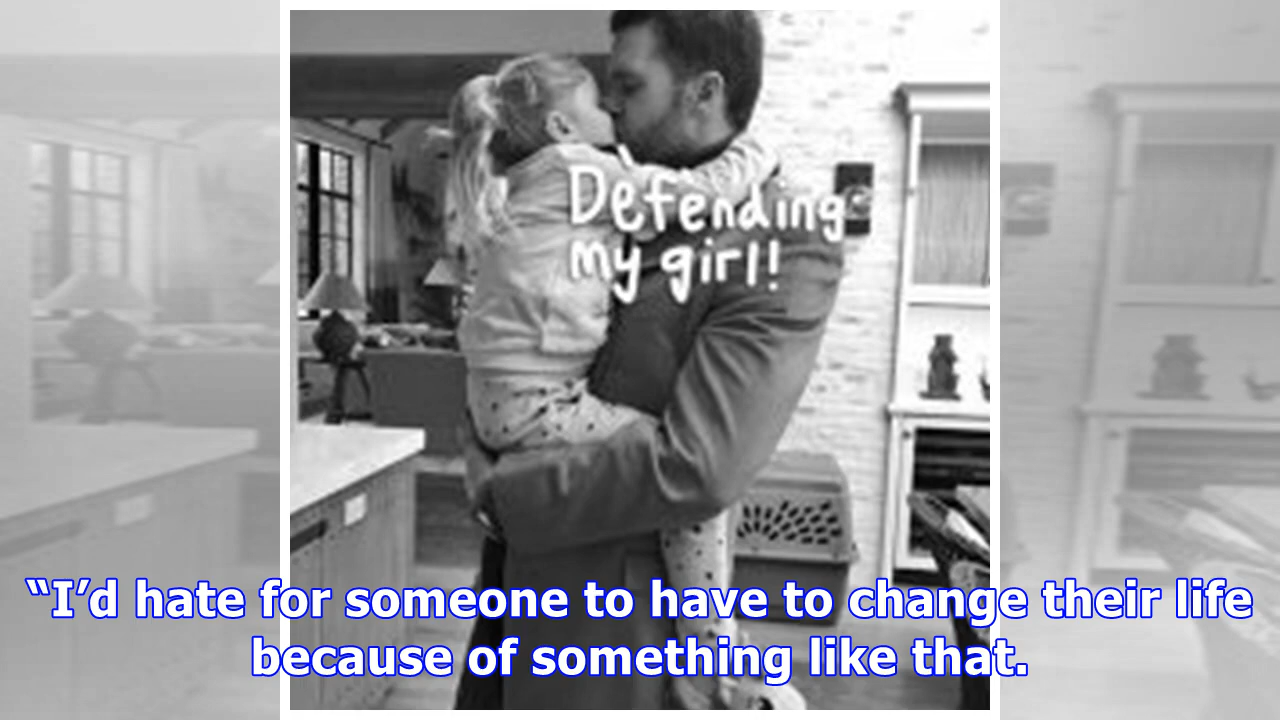 Defending
my girl!
“I’d hate for someone to have to change their life
because of something like that.